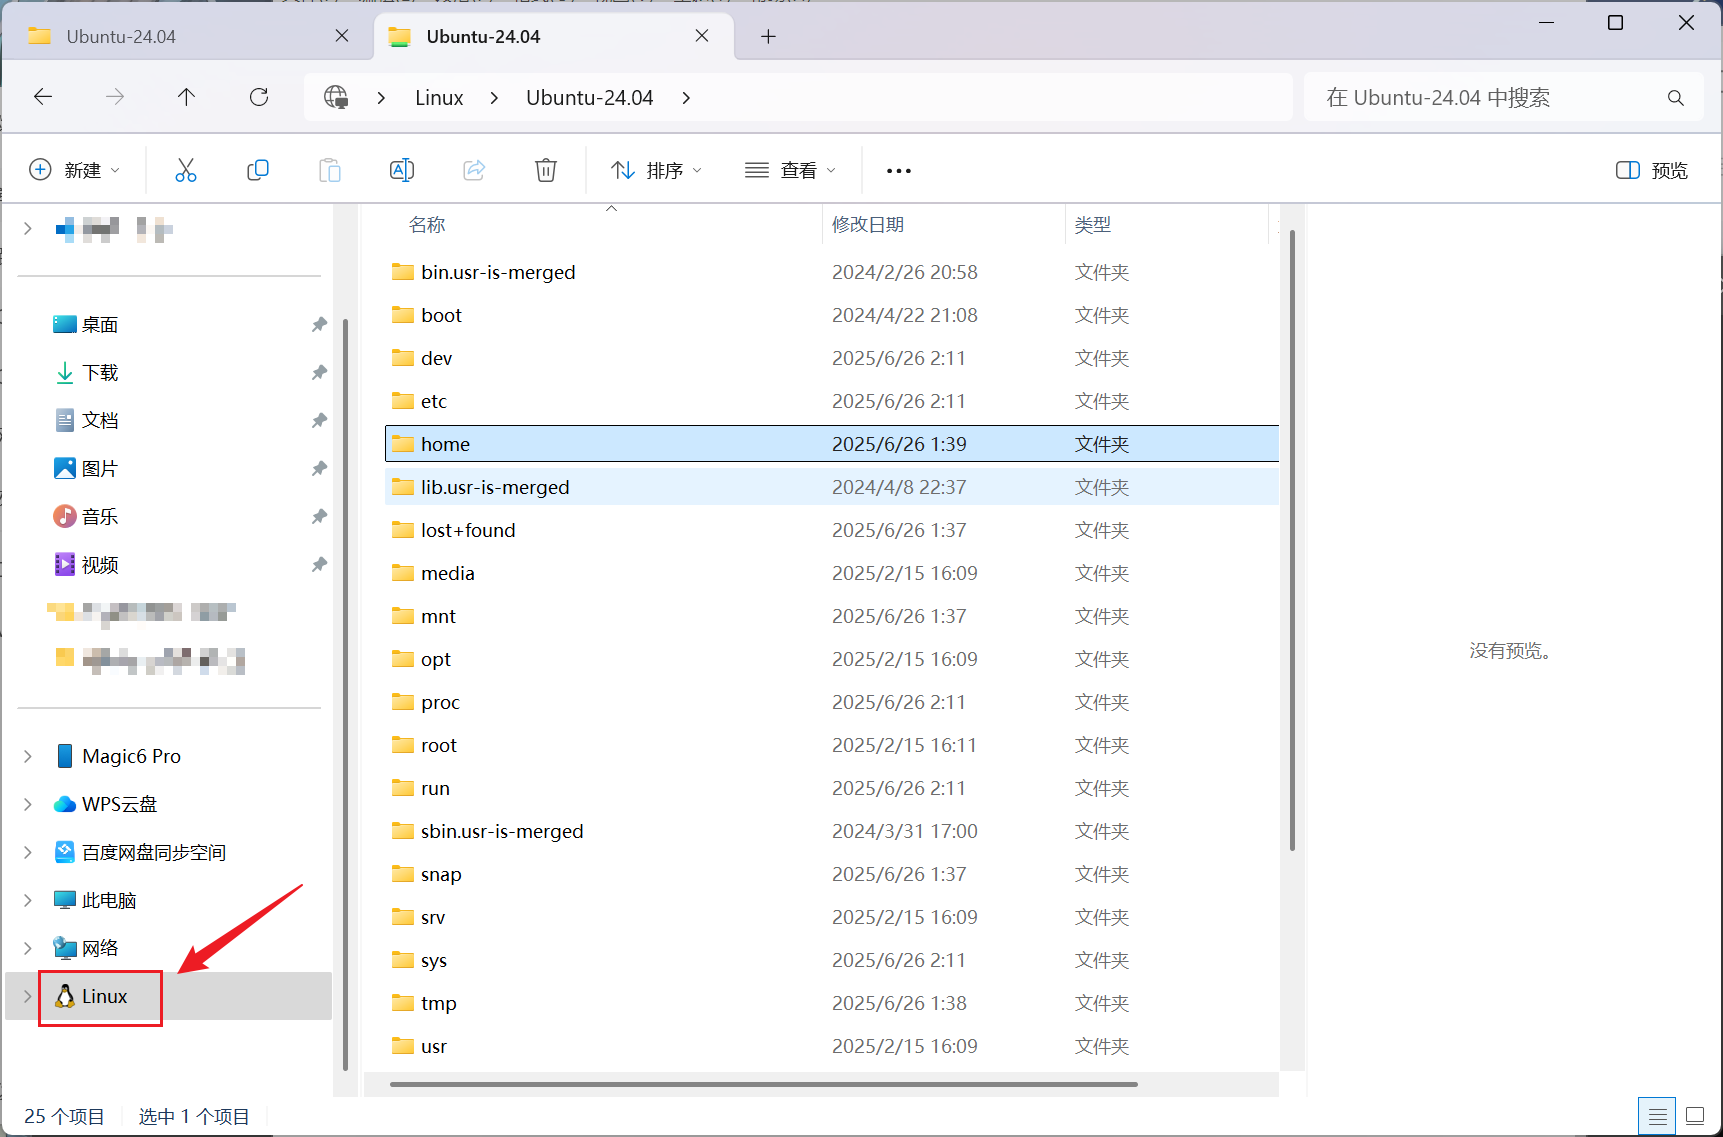 Ubuntu-24.04
Ubuntu-24.04
Linux
Ubuntu-24.04
在 Ubuntu-24.04 中搜索
新建
排序
查看
预览
名称
修改日期
类型
bin.usr-is-merged 2024/2/26 20:58 文件夹
boot 2024/4/22 21:08 文件夹
dev 2025/6/26 2:11 文件夹
etc 2025/6/26 2:11 文件夹
home 2025/6/26 1:39 文件夹
lib.usr-is-merged 2024/4/8 22:37 文件夹
lost+found 2025/6/26 1:37 文件夹
media 2025/2/15 16:09 文件夹
mnt 2025/6/26 1:37 文件夹
opt 2025/2/15 16:09 文件夹
proc 2025/6/26 2:11 文件夹
root 2025/2/15 16:11 文件夹
run 2025/6/26 2:11 文件夹
sbin.usr-is-merged 2024/3/31 17:00 文件夹
snap 2025/6/26 1:37 文件夹
srv 2025/2/15 16:09 文件夹
sys 2025/6/26 2:11 文件夹
tmp 2025/6/26 1:38 文件夹
usr 2025/2/15 16:09 文件夹
桌面
下载
文档
图片
音乐
视频
Magic6 Pro
WPS云盘
百度网盘同步空间
此电脑
网络
Linux
没有预览。
25 个项目
选中 1 个项目